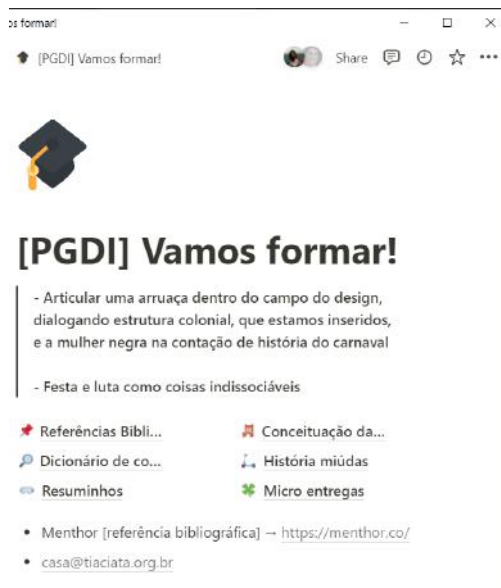 os formar!
[PGDI] Vamos formar!
Share
[PGDI] Vamos formar!
- Articular uma arruaça dentro do campo do design,
dialogando estrutura colonial, que estamos inseridos,
e a mulher negra na contação de história do carnaval
- Festa e luta como coisas indissociáveis
Referências Bibli...
Conceituação da...
Dicionário de co...
História miúdas
Resuminhos
Micro entregas
• Menthor [referência bibliográfica] → https://menthor.co/
• casa@tiaciata.org.br